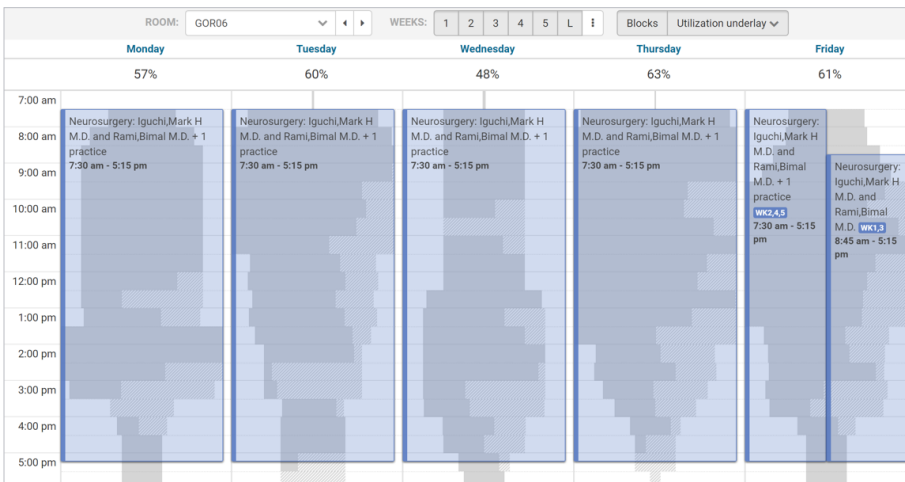 ROOM: GOR06 WEEKS: 1 2 3 4 5 L Blocks Utilization underlay
Monday Tuesday Wednesday Thursday Friday
57% 60% 48% 63% 61%
7:00 am
8:00 am
9:00 am
10:00 am
11:00 am
12:00 pm
1:00 pm
2:00 pm
3:00 pm
4:00 pm
5:00 pm
Neurosurgery: Iguchi,Mark H
M.D. and Rami,Bimal M.D. + 1
practice
7:30 am - 5:15 pm
Neurosurgery: Iguchi,Mark H
M.D. and Rami,Bimal M.D. + 1
practice
7:30 am - 5:15 pm
Neurosurgery: Iguchi,Mark H
M.D. and Rami,Bimal M.D. + 1
practice
7:30 am - 5:15 pm
Neurosurgery: Iguchi,Mark H
M.D. and Rami,Bimal M.D. + 1
practice
7:30 am - 5:15 pm
Neurosurgery:
Iguchi,Mark H
M.D. and
Rami,Bimal
M.D. + 1
practice
WK2,4,5
7:30 am - 5:15
pm
Neurosurgery:
Iguchi,Mark H
M.D. and
Rami,Bimal
M.D. WK1,3
8:45 am - 5:15
pm